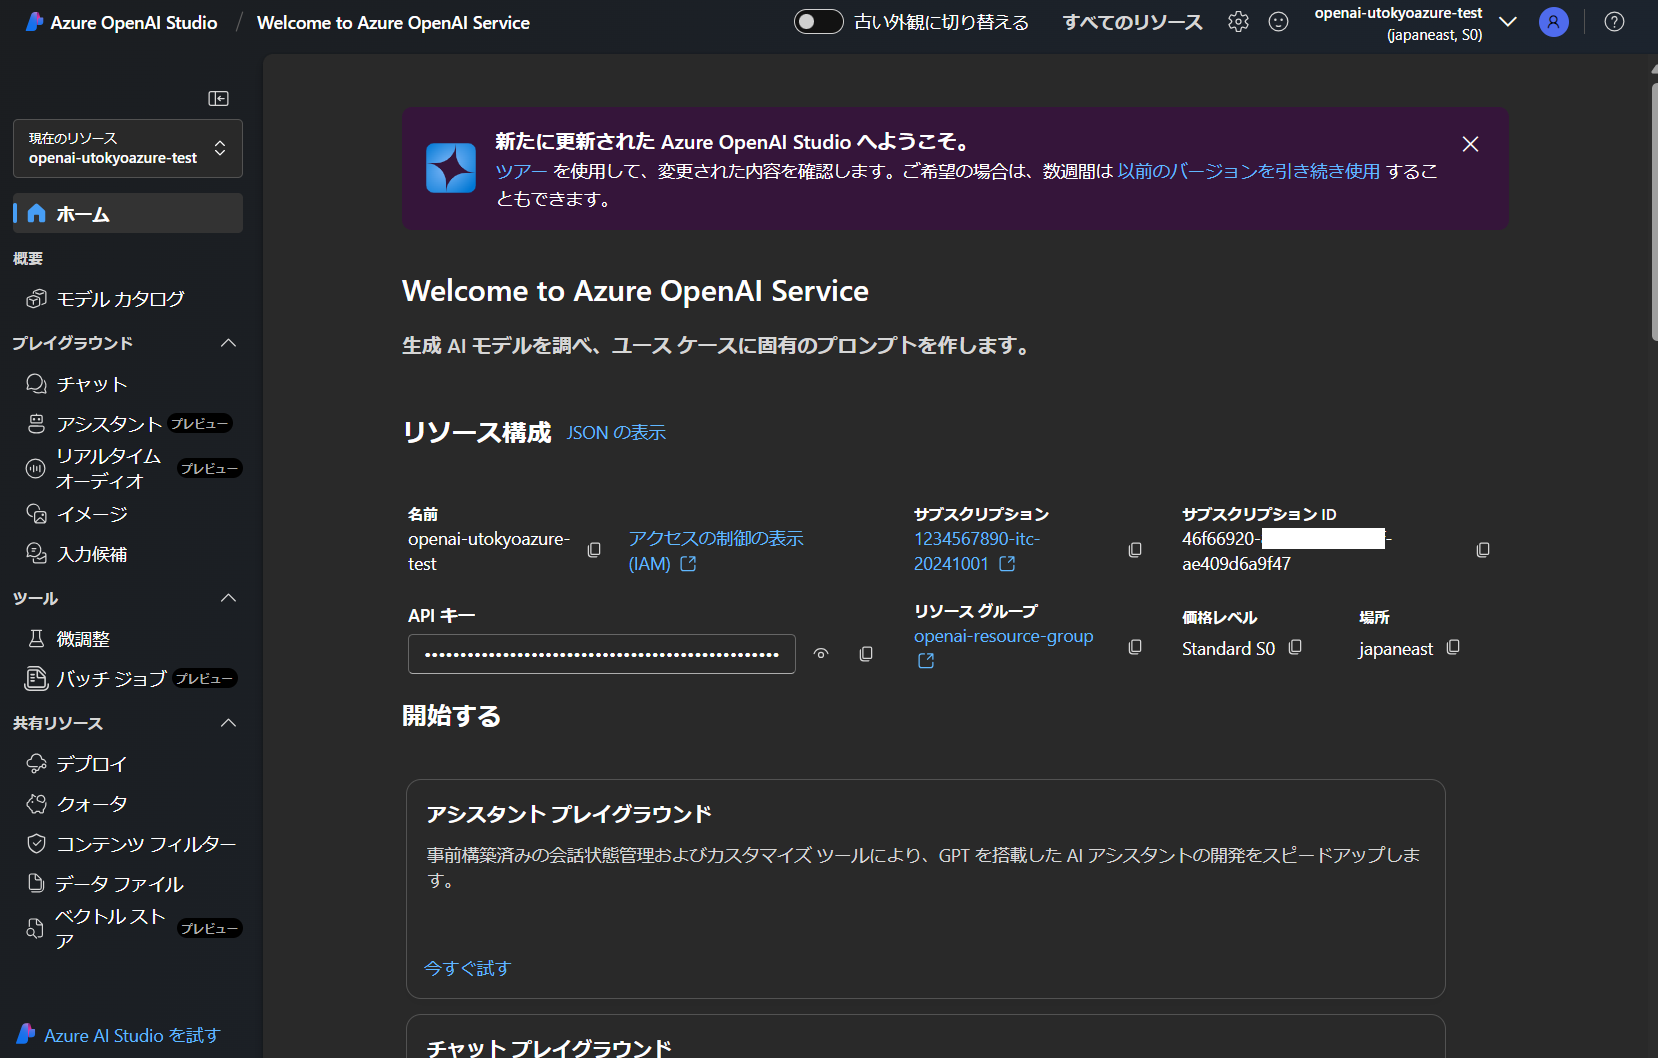 Azure OpenAI Studio / Welcome to Azure OpenAI Service
古い外観に切り替える
すべてのリソース
openai-utokyoazure-test
(japaneast, S0)
現在のリソース
openai-utokyoazure-test
ホーム
概要
モデル カタログ
プレイグラウンド
チャット
アシスタント プレビュー
リアルタイム
オーディオ
プレビュー
イメージ
入力候補
ツール
微調整
バッチ ジョブ プレビュー
共有リソース
デプロイ
クォータ
コンテンツ フィルター
データ ファイル
ベクトル スト
ア
プレビュー
Azure AI Studio を試す
新たに更新された Azure OpenAI Studio へようこそ。
ツアー を使用して、変更された内容を確認します。ご希望の場合は、数週間は 以前のバージョンを引き続き使用 するこ
ともできます。
Welcome to Azure OpenAI Service
生成 AI モデルを調べ、ユース ケースに固有のプロンプトを作します。
リソース構成 JSON の表示
名前
openai-utokyoazure-
test
アクセスの制御の表示
(IAM)
サブスクリプション
1234567890-itc-
20241001
サブスクリプション ID
46f66920-
-
ae409d6a9f47
API キー
••••••••••••••••••••••••••••••••••••••••••••••••
リソース グループ
openai-resource-group
価格レベル
Standard S0
場所
japaneast
開始する
アシスタント プレイグラウンド
事前構築済みの会話状態管理およびカスタマイズ ツールにより、GPT を搭載した AI アシスタントの開発をスピードアップしま
す。
今すぐ試す
チャット プレイグラウンド